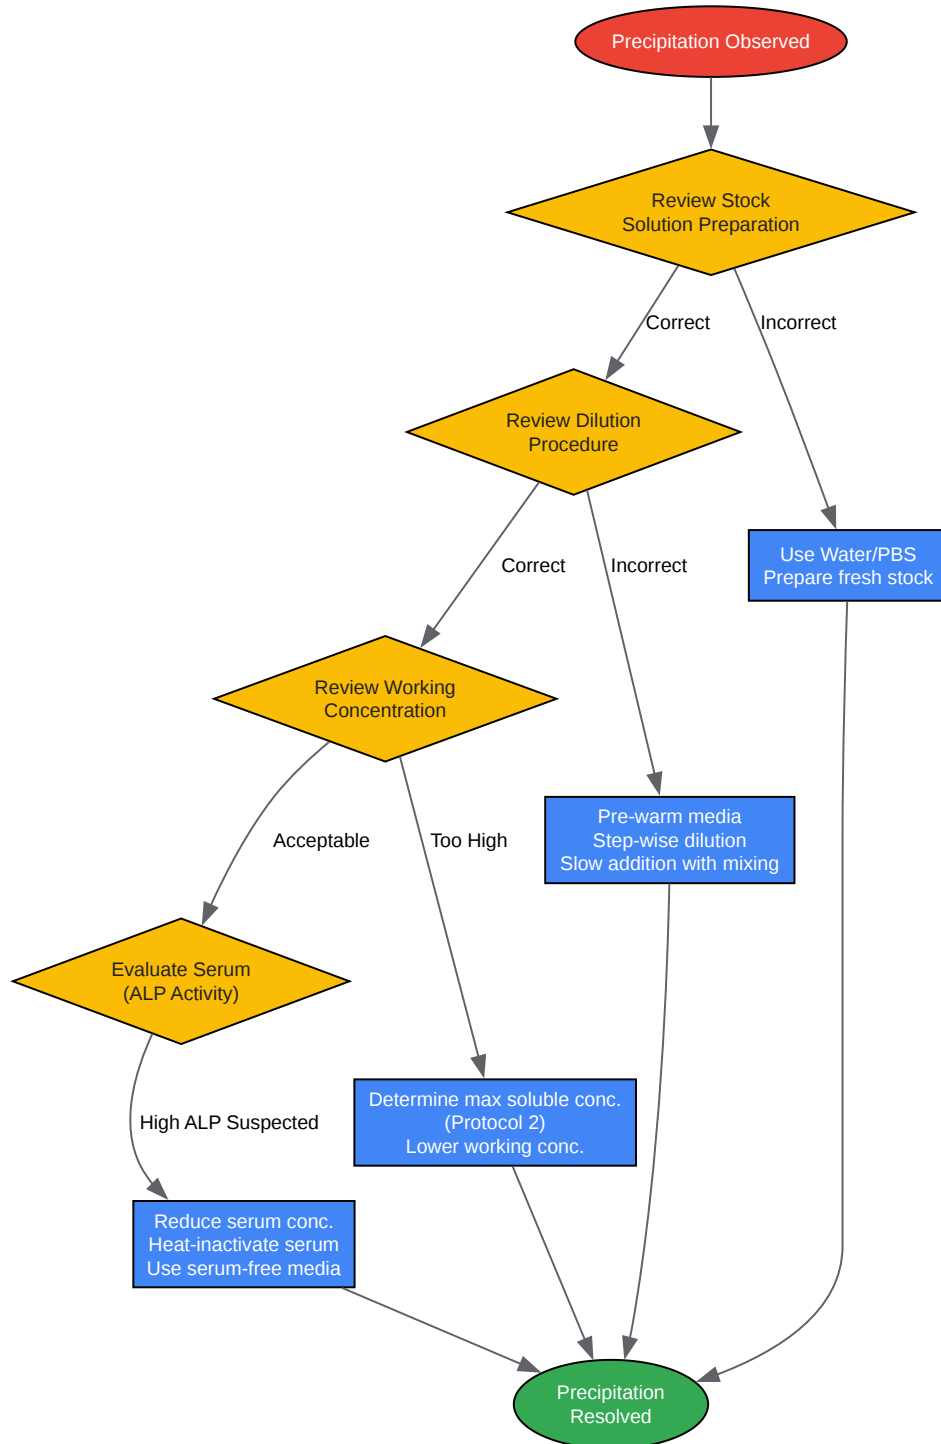 Precipitation Observed
Review Stock
Solution Preparation
Correct
Incorrect
Review Dilution
Procedure
Correct
Incorrect
Use Water/PBS
Prepare fresh stock
Review Working
Concentration
Acceptable
Too High
Pre-warm media
Step-wise dilution
Slow addition with mixing
Evaluate Serum
(ALP Activity)
High ALP Suspected
Determine max soluble conc.
(Protocol 2)
Lower working conc.
Reduce serum conc.
Heat-inactivate serum
Use serum-free media
Precipitation
Resolved